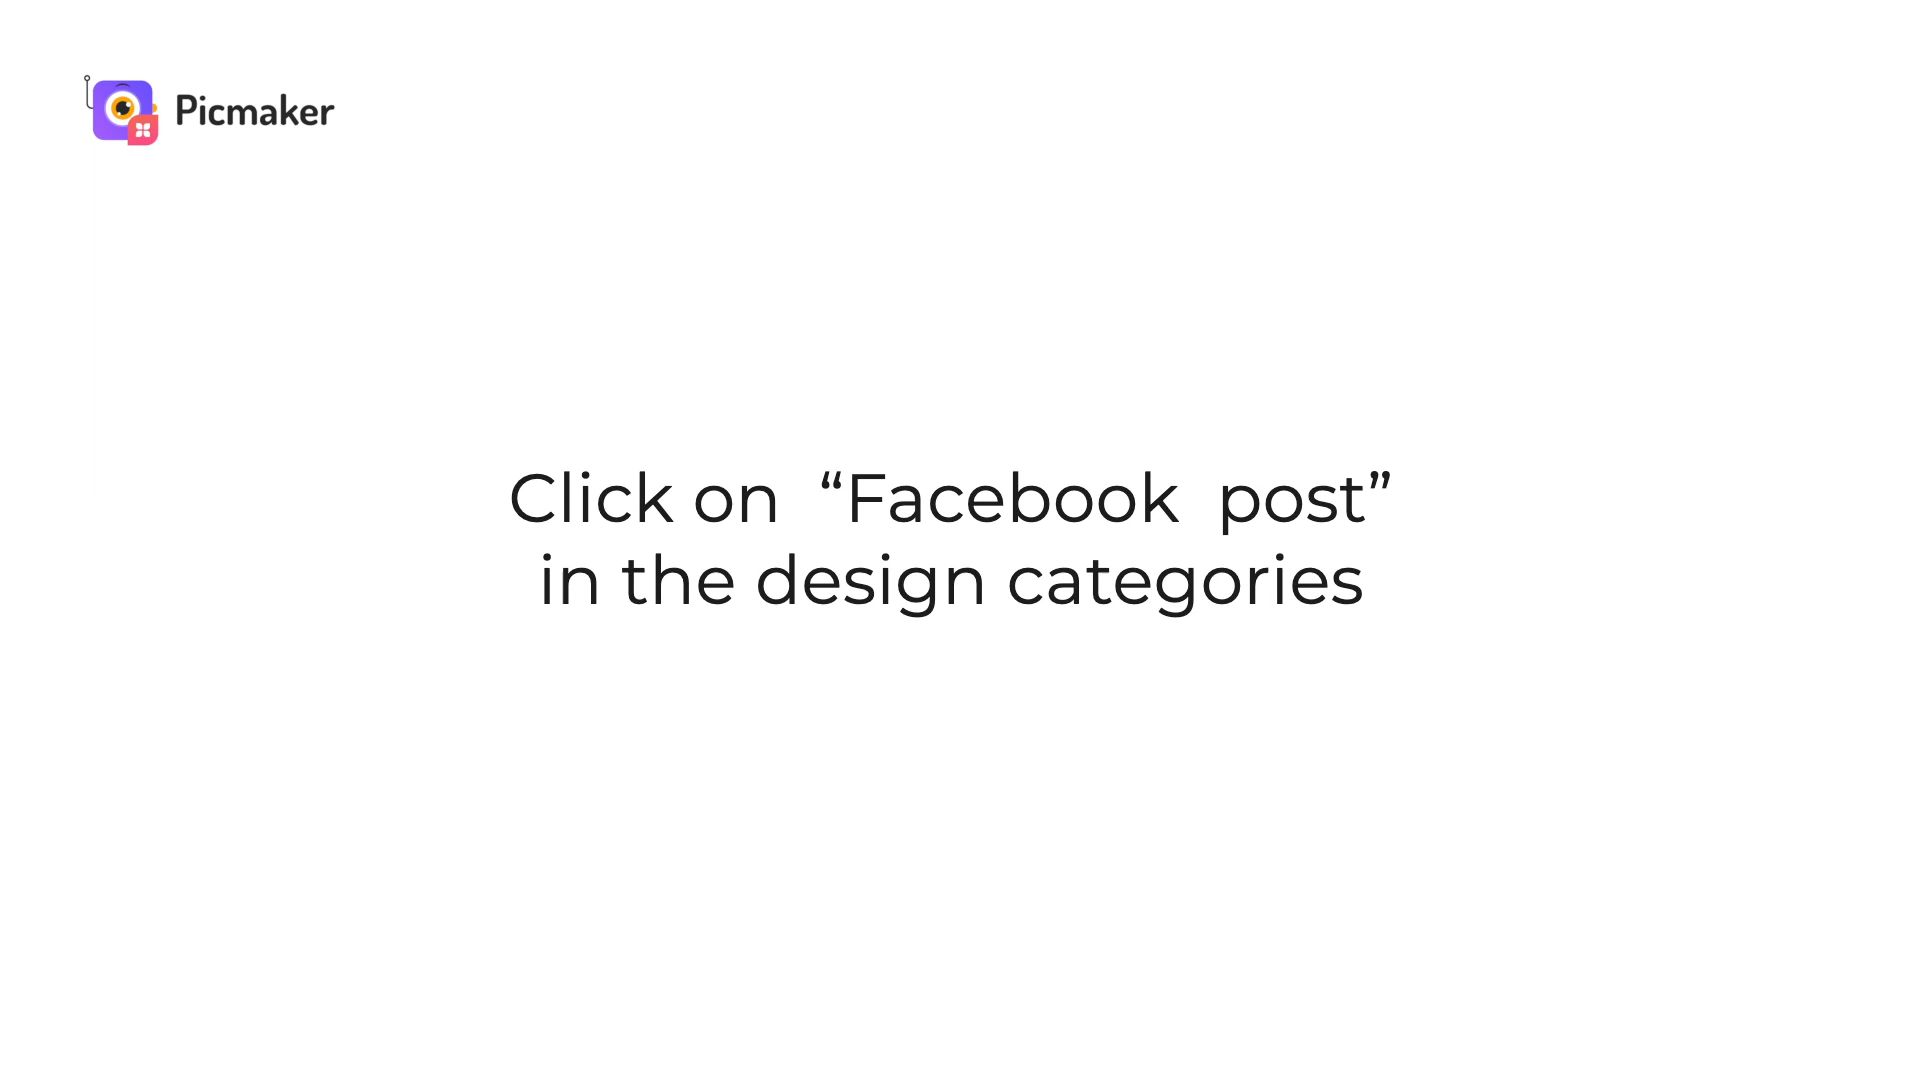 Picmaker
Click on “Facebook post”
in the design categories